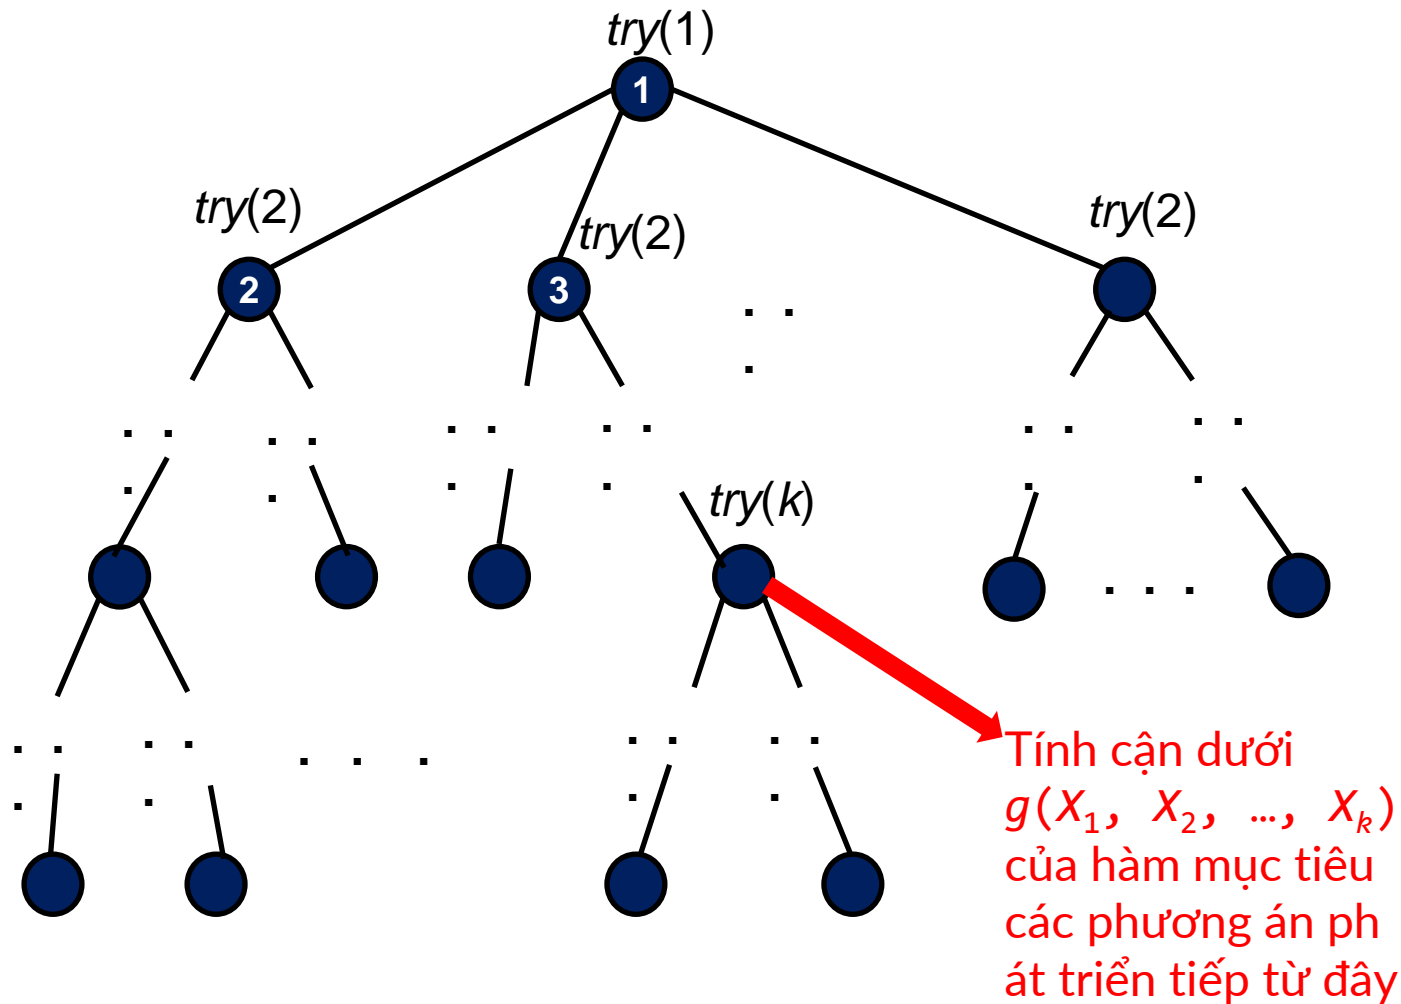 try(1)
1
try(2)
try(2)
try(2)
2
3
. .
.
. .
.
. .
.
. .
.
. .
.
. .
.
. .
.
try(k)
. . .
. .
.
. .
.
. . .
. .
.
. .
.
Tính cận dưới
g(X₁, X₂, …, Xₖ)
của hàm mục tiêu
các phương án ph
át triển tiếp từ đây